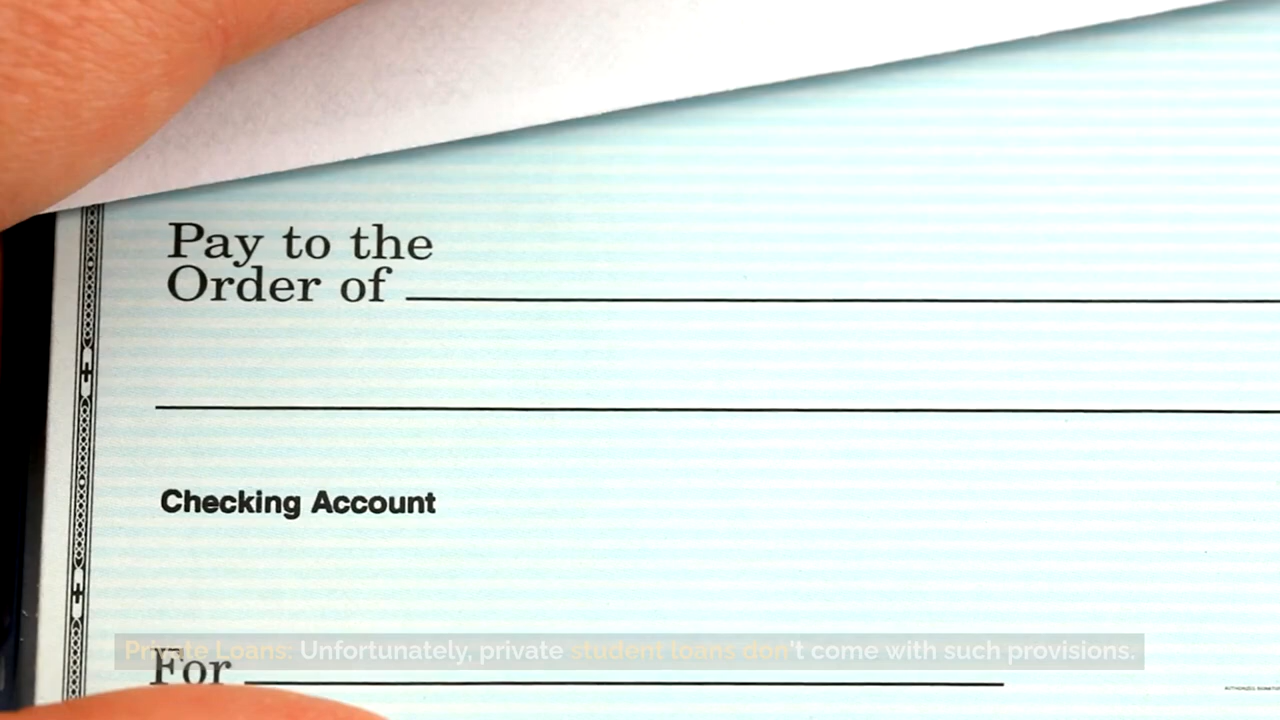 Pay to the
Order of
Checking Account
Private Loans: Unfortunately, private student loans don't come with such provisions.
For